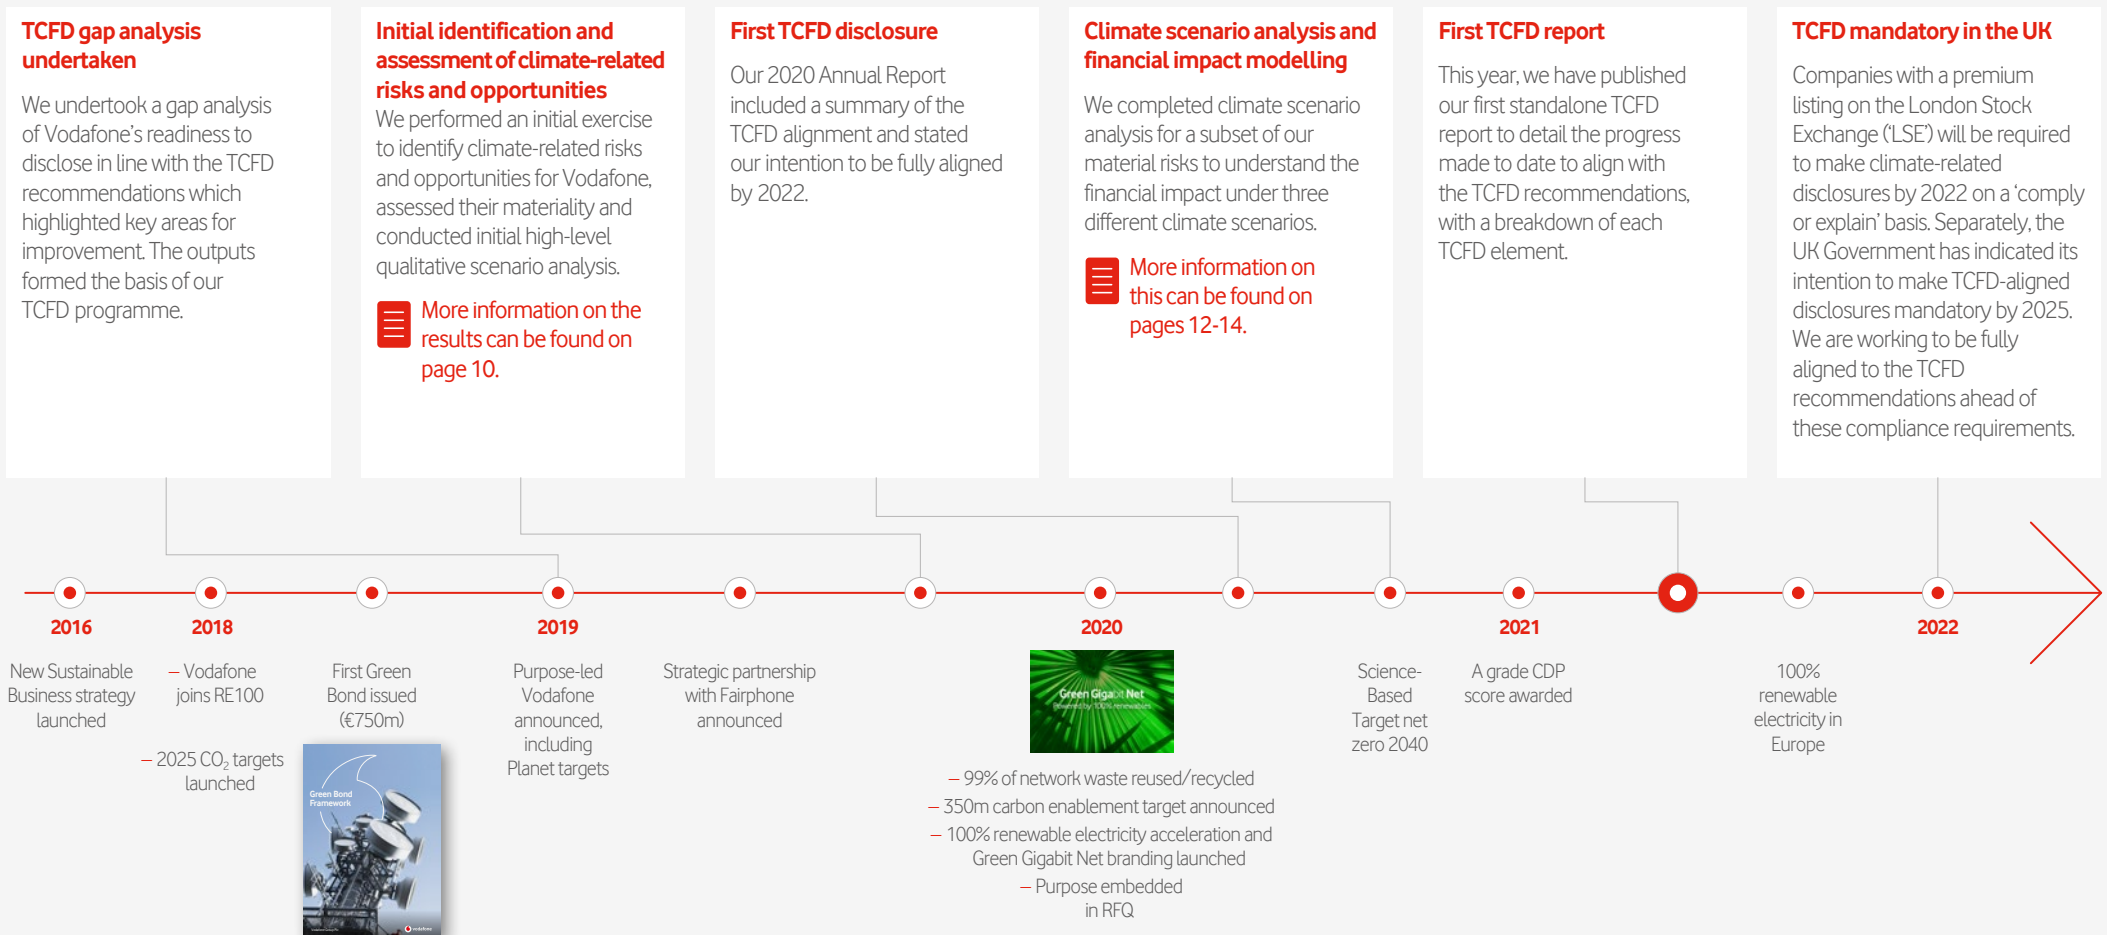 TCFD gap analysis
undertaken
We undertook a gap analysis
of Vodafone's readiness to
disclose in line with the TCFD
recommendations which
highlighted key areas for
improvement. The outputs
formed the basis of our
TCFD programme.
Initial identification and
assessment of climate-related
risks and opportunities
We performed an initial exercise
to identify climate-related risks
and opportunities for Vodafone,
assessed their materiality and
conducted initial high-level
qualitative scenario analysis.
More information on the
results can be found on
page 10.
First TCFD disclosure
Our 2020 Annual Report
included a summary of the
TCFD alignment and stated
our intention to be fully aligned
by 2022.
Climate scenario analysis and
financial impact modelling
We completed climate scenario
analysis for a subset of our
material risks to understand the
financial impact under three
different climate scenarios.
More information on
this can be found on
pages 12-14.
First TCFD report
This year, we have published
our first standalone TCFD
report to detail the progress
made to date to align with
the TCFD recommendations,
with a breakdown of each
TCFD element.
TCFD mandatory in the UK
Companies with a premium
listing on the London Stock
Exchange ('LSE') will be required
to make climate-related
disclosures by 2022 on a 'comply
or explain' basis. Separately, the
UK Government has indicated its
intention to make TCFD-aligned
disclosures mandatory by 2025.
We are working to be fully
aligned to the TCFD
recommendations ahead of
these compliance requirements.
2016
New Sustainable
Business strategy
launched
2018
– Vodafone
joins RE100
– 2025 CO₂ targets
launched
First Green
Bond issued
(€750m)
Green Bond
Framework
vodafone
2019
Purpose-led
Vodafone
announced,
including
Planet targets
Strategic partnership
with Fairphone
announced
2020
Green Gigabit Net
Powered by 100% renewables
– 99% of network waste reused/recycled
– 350m carbon enablement target announced
– 100% renewable electricity acceleration and
Green Gigabit Net branding launched
– Purpose embedded
in RFQ
Science-
Based
Target net
zero 2040
2021
A grade CDP
score awarded
100%
renewable
electricity in
Europe
2022